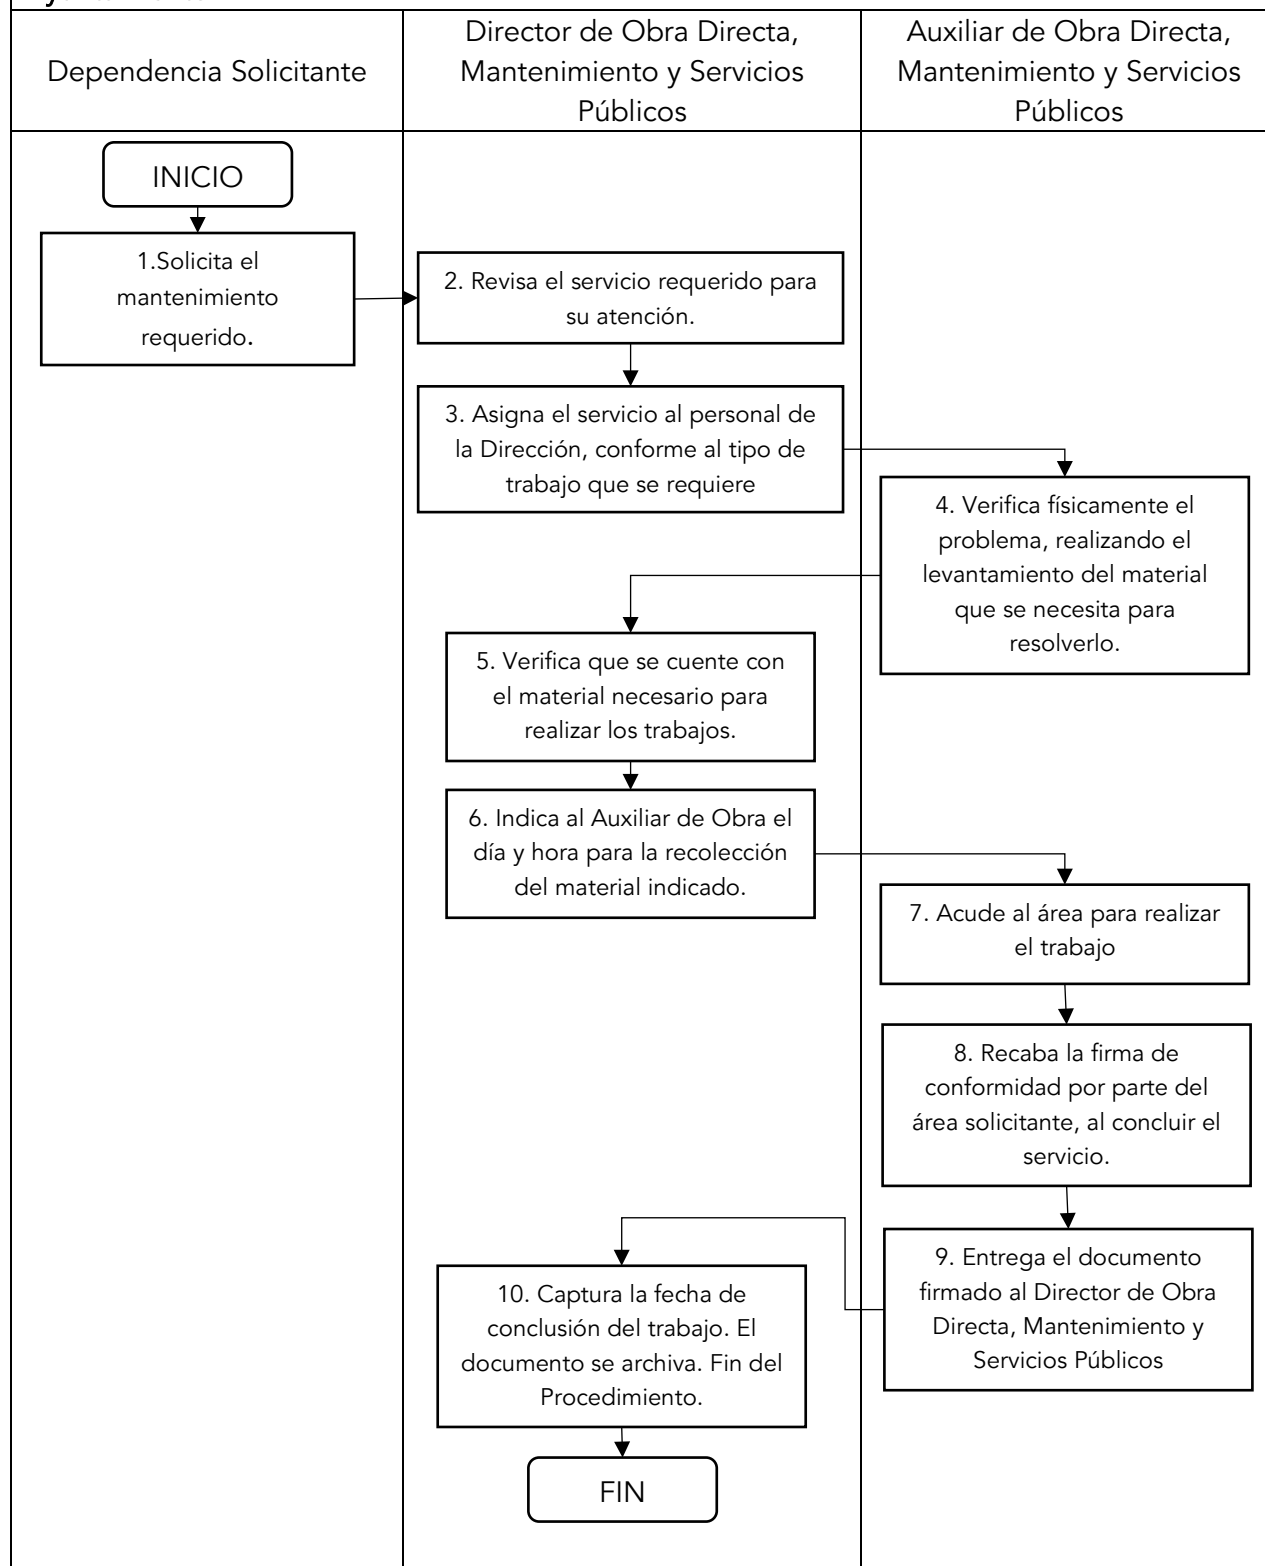 Dependencia Solicitante
Director de Obra Directa,
Mantenimiento y Servicios
Públicos
Auxiliar de Obra Directa,
Mantenimiento y Servicios
Públicos
INICIO
1.Solicita el
mantenimiento
requerido.
2. Revisa el servicio requerido para
su atención.
3. Asigna el servicio al personal de
la Dirección, conforme al tipo de
trabajo que se requiere
4. Verifica físicamente el
problema, realizando el
levantamiento del material
que se necesita para
resolverlo.
5. Verifica que se cuente con
el material necesario para
realizar los trabajos.
6. Indica al Auxiliar de Obra el
día y hora para la recolección
del material indicado.
7. Acude al área para realizar
el trabajo
8. Recaba la firma de
conformidad por parte del
área solicitante, al concluir el
servicio.
9. Entrega el documento
firmado al Director de Obra
Directa, Mantenimiento y
Servicios Públicos
10. Captura la fecha de
conclusión del trabajo. El
documento se archiva. Fin del
Procedimiento.
FIN